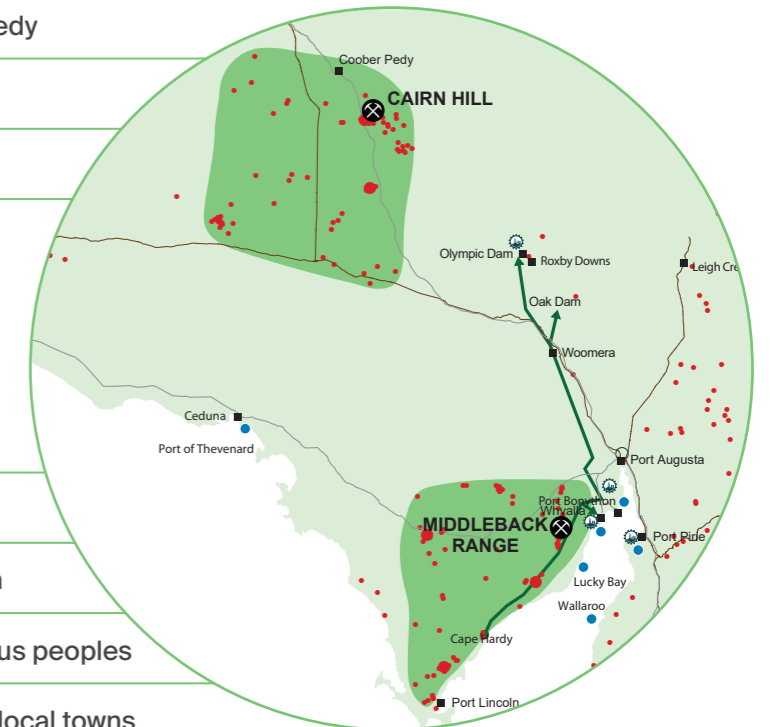 edy
Coober Pedy
CAIRN HILL
Olympic Dam
Roxby Downs
Leigh Cre
Oak Dam
Woomera
Ceduna
Port of Thevenard
Port Augusta
Port Bonython
Whyalla
MIDDLEBACK
RANGE
Port Pirie
Lucky Bay
Wallaroo
Cape Hardy
us peoples
Port Lincoln
local towns